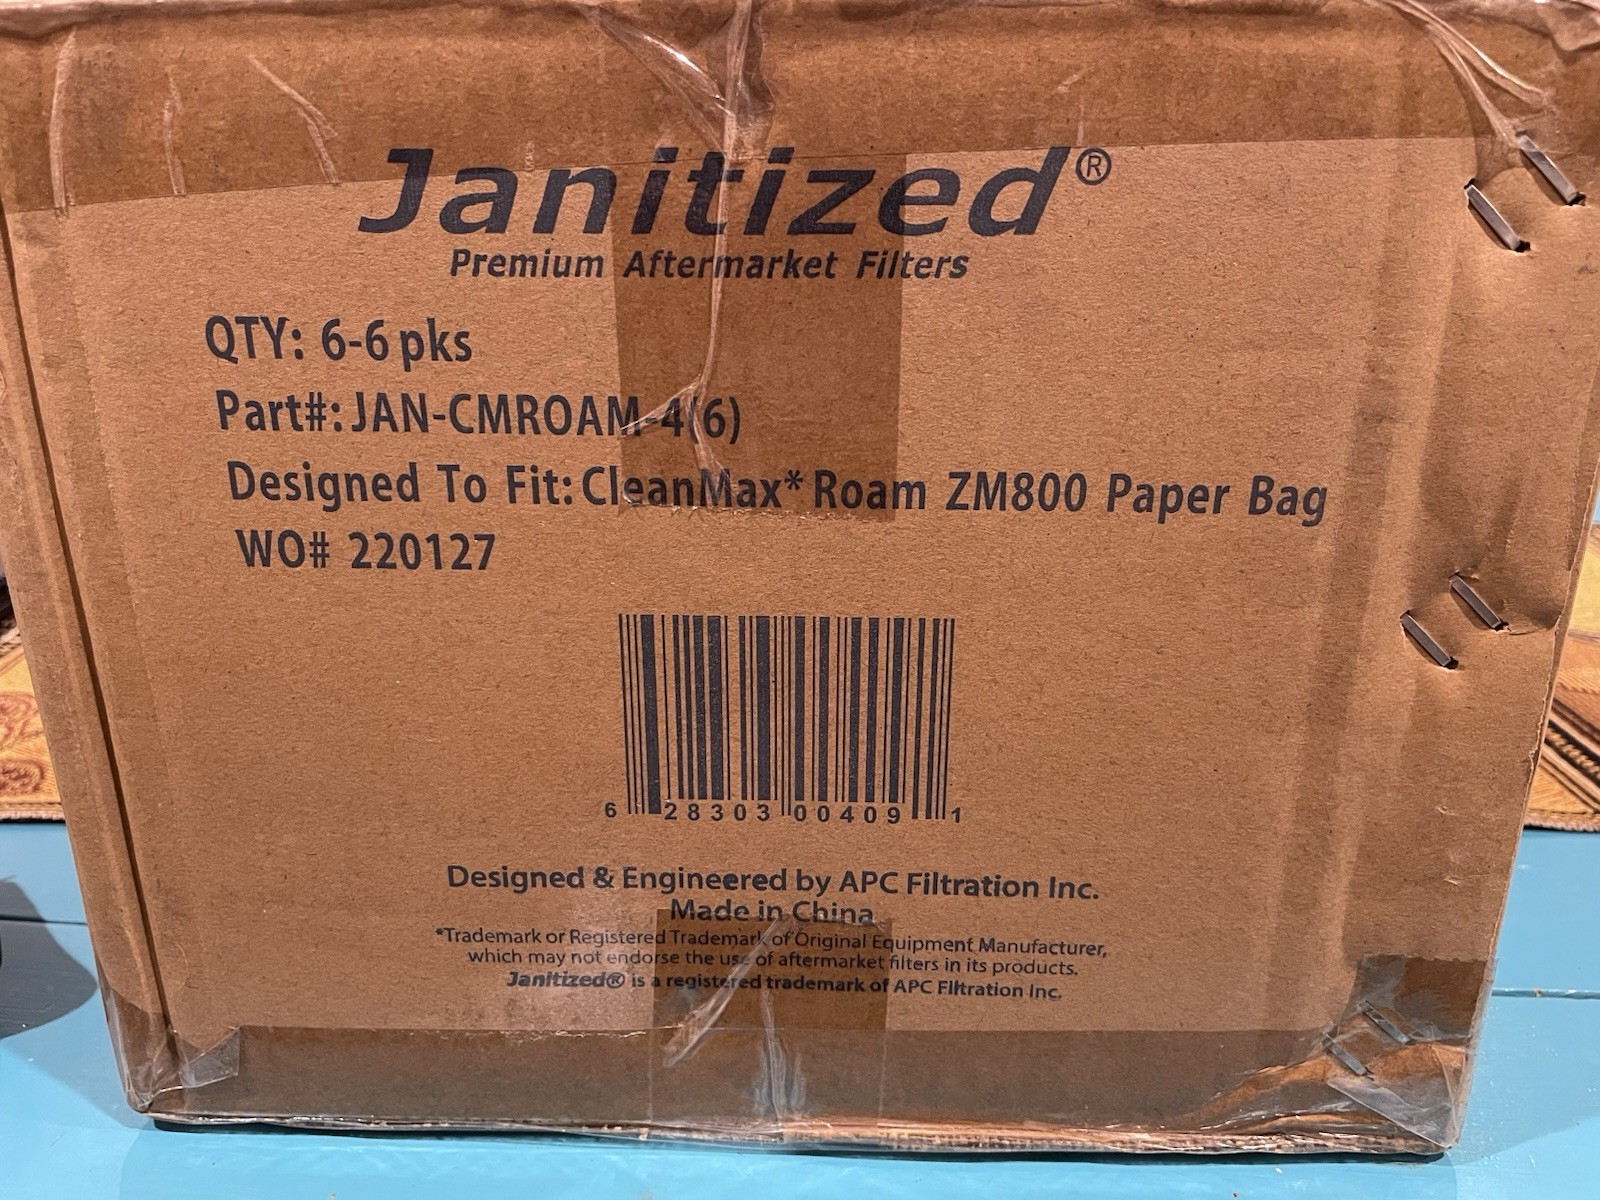 Janitized®
Premium Aftermarket Filters
QTY: 6-6 pks
Part#: JAN-CMROAM-4(6)
Designed To Fit: CleanMax* Roam ZM800 Paper Bag
WO# 220127
6 28303 00409 1
Designed & Engineered by APC Filtration Inc.
Made in China
*Trademark or Registered Trademark of Original Equipment Manufacturer,
which may not endorse the use of aftermarket filters in its products.
Janitized® is a registered trademark of APC Filtration Inc.